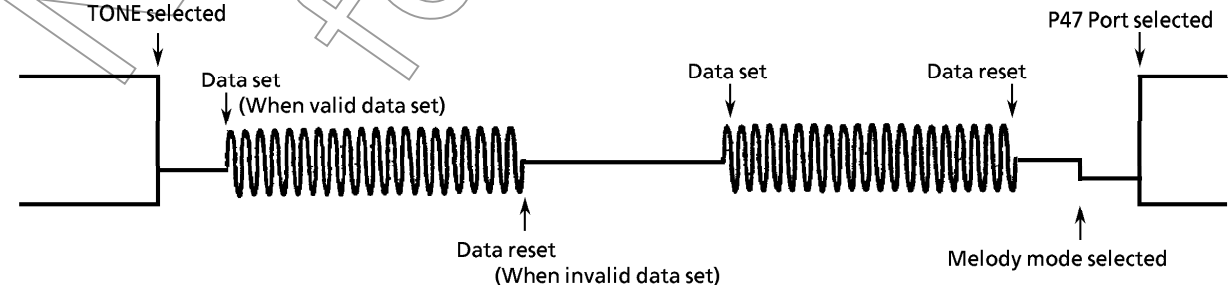 TONE selected
P47 Port selected
Data set
(When valid data set)
Data set
Data reset
Data reset
(When invalid data set)
Melody mode selected